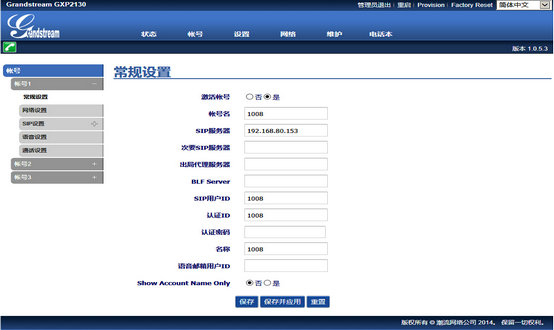 Grandstream GXP2130
管理员退出 | 重启 | Provision | Factory Reset 简体中文
Grandstream
状态 帐号 设置 网络 维护 电话本
版本 1.0.5.3
帐号
帐号1 −
常规设置
网络设置
SIP设置
语音设置
通话设置
帐号2 +
帐号3 +
常规设置
激活帐号 否 是
帐号名 1008
SIP服务器 192.168.80.153
次要SIP服务器
出局代理服务器
BLF Server
SIP用户ID 1008
认证ID 1008
认证密码
名称 1008
语音邮箱用户ID
Show Account Name Only 否 是
保存 保存并应用 重置
版权所有 © 潮流网络公司 2014。 保留一切权利。